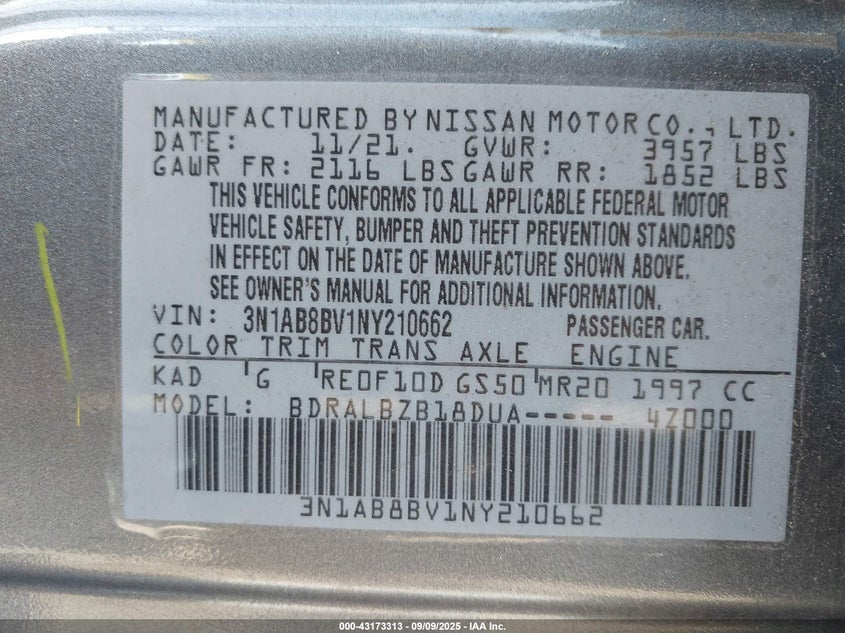 MANUFACTURED BY NISSAN MOTOR CO., LTD.
DATE: 11/21. GVWR: 3957 LBS
GAWR FR: 2116 LBS GAWR RR: 1852 LBS
THIS VEHICLE CONFORMS TO ALL APPLICABLE FEDERAL MOTOR
VEHICLE SAFETY, BUMPER AND THEFT PREVENTION STANDARDS
IN EFFECT ON THE DATE OF MANUFACTURE SHOWN ABOVE.
SEE OWNER'S MANUAL FOR ADDITIONAL INFORMATION.
VIN: 3N1AB8BV1NY210662 PASSENGER CAR.
COLOR TRIM TRANS AXLE ENGINE
KAD G RE0F10D GS50 MR20 1997 CC
MODEL: BDRALBZB18DUA----- 4Z000
3N1AB8BV1NY210662
000-43173313 - 09/09/2025 - IAA Inc.